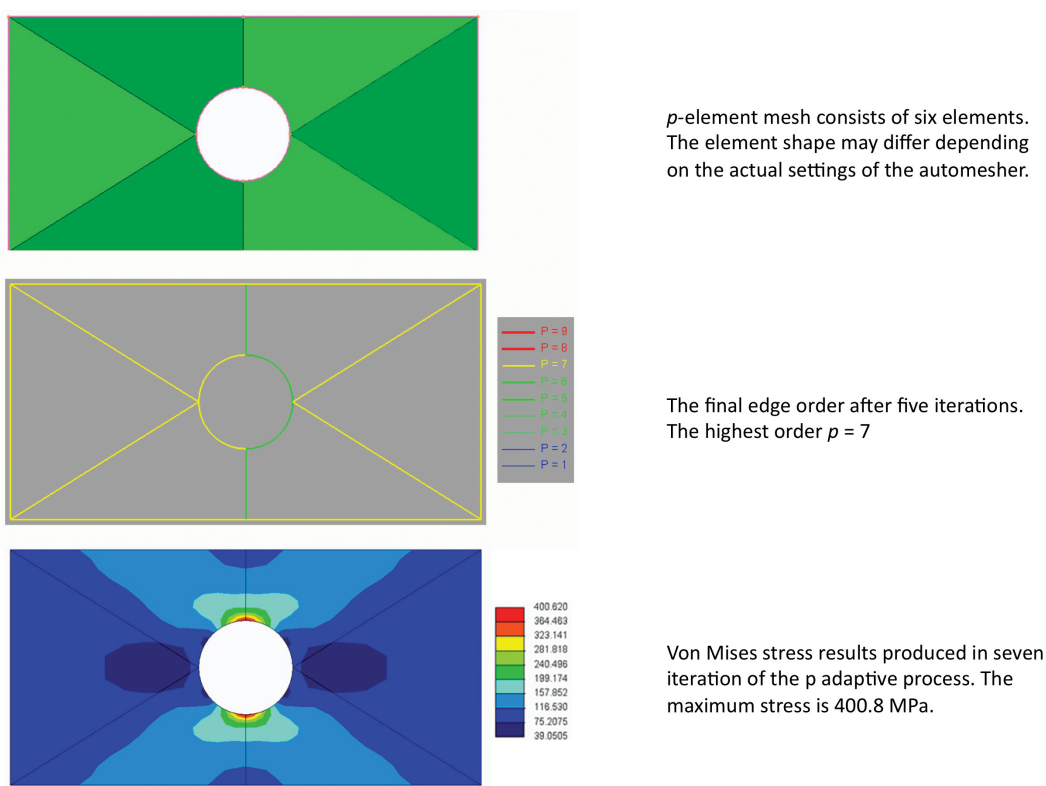 p-element mesh consists of six elements.
The element shape may differ depending
on the actual settings of the automesher.
P = 9
P = 8
P = 7
P = 6
P = 5
P = 4
P = 3
P = 2
P = 1
The final edge order after five iterations.
The highest order p = 7
400.620
364.463
323.141
281.818
240.496
199.174
157.852
116.530
75.2075
39.0505
Von Mises stress results produced in seven
iteration of the p adaptive process. The
maximum stress is 400.8 MPa.